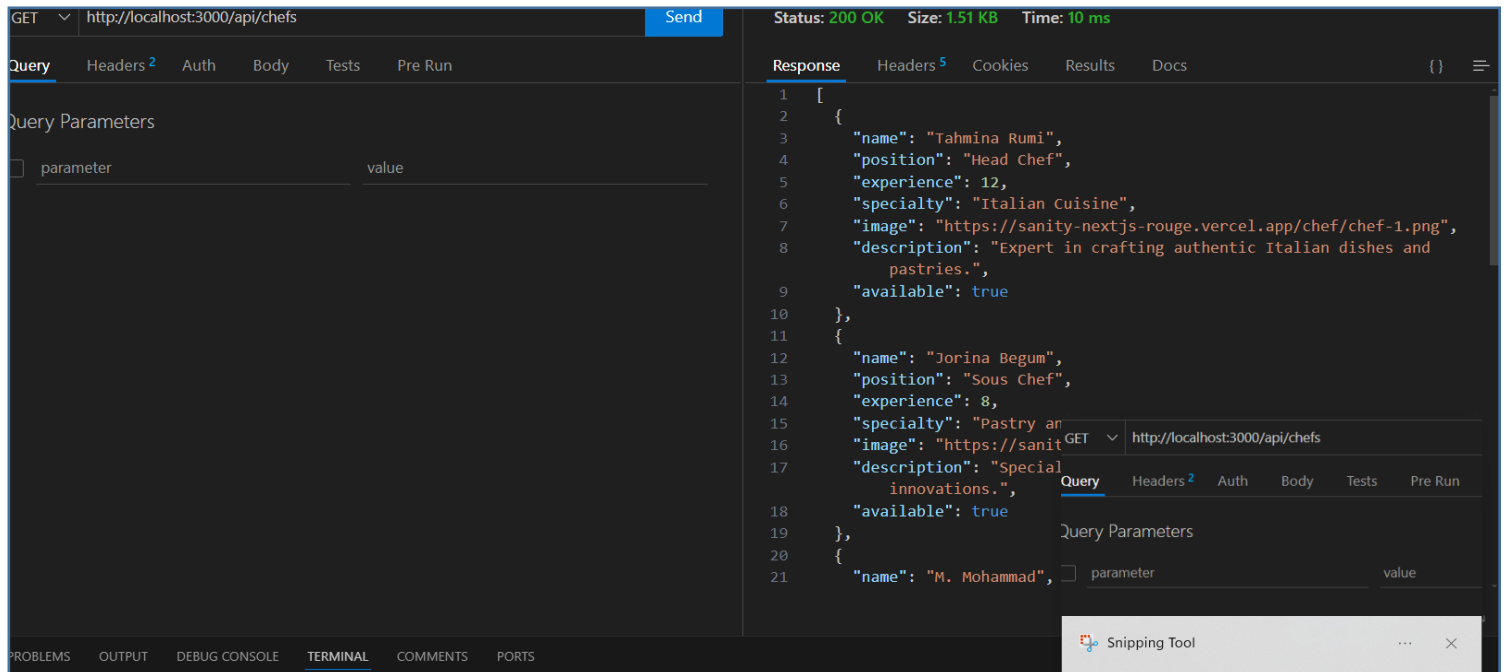 GET http://localhost:3000/api/chefs Send
Query Headers 2 Auth Body Tests Pre Run
Query Parameters
parameter value
Status: 200 OK Size: 1.51 KB Time: 10 ms
Response Headers 5 Cookies Results Docs { }
1 [
2 {
3 "name": "Tahmina Rumi",
4 "position": "Head Chef",
5 "experience": 12,
6 "specialty": "Italian Cuisine",
7 "image": "https://sanity-nextjs-rouge.vercel.app/chef/chef-1.png",
8 "description": "Expert in crafting authentic Italian dishes and
pastries.",
9 "available": true
10 },
11 {
12 "name": "Jorina Begum",
13 "position": "Sous Chef",
14 "experience": 8,
15 "specialty": "Pastry an
16 "image": "https://sanit
17 "description": "Special
innovations.",
18 "available": true
19 },
20 {
21 "name": "M. Mohammad",
GET http://localhost:3000/api/chefs
Query Headers 2 Auth Body Tests Pre Run
Query Parameters
parameter value
Snipping Tool
PROBLEMS OUTPUT DEBUG CONSOLE TERMINAL COMMENTS PORTS